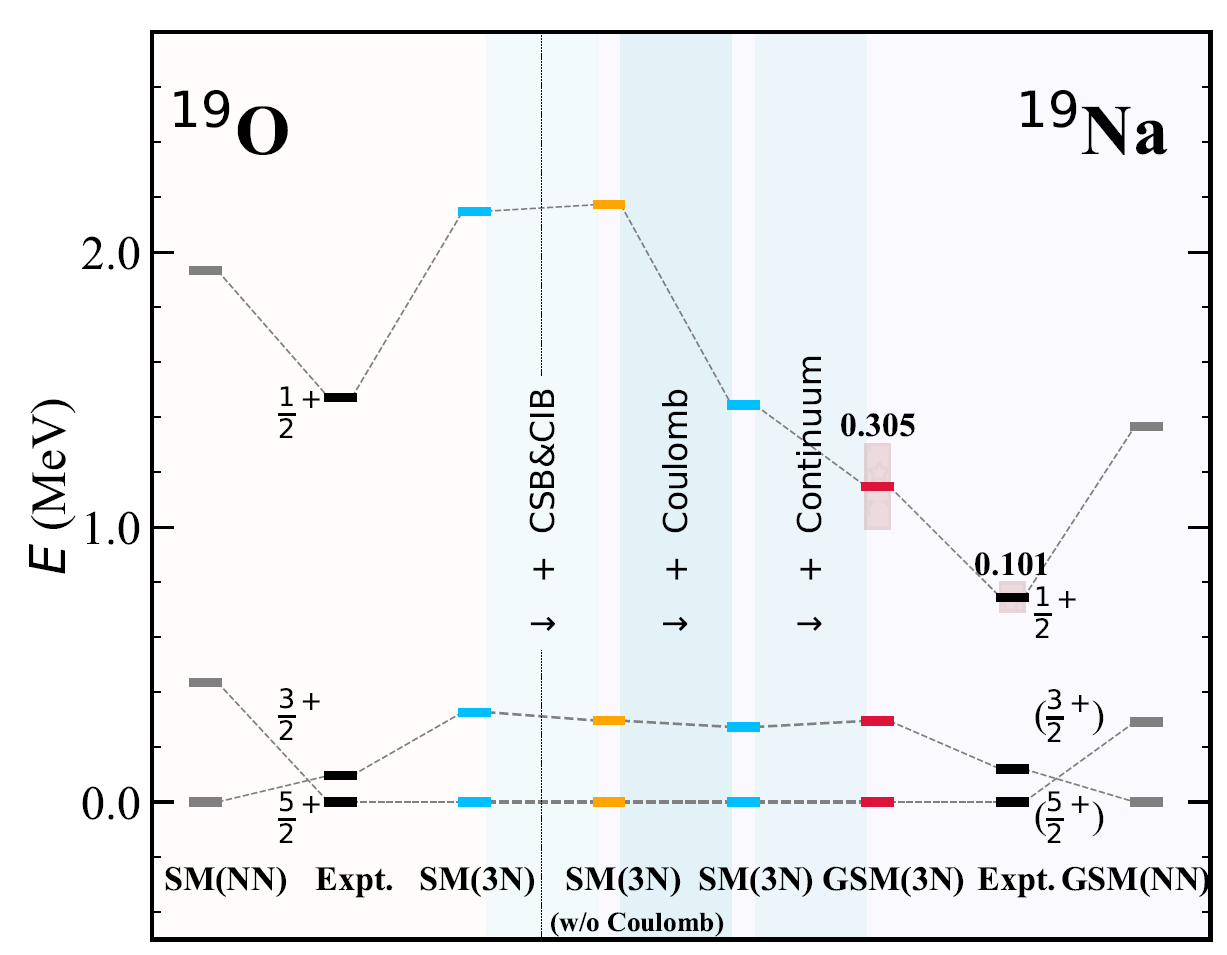 ¹⁹O
¹⁹Na
E (MeV)
2.0
1.0
0.0
1/2+
3/2+
5/2+
→ + CSB&CIB
→ + Coulomb
→ + Continuum
0.305
0.101
1/2+
(3/2+)
(5/2+)
SM(NN) Expt. SM(3N) SM(3N) SM(3N) GSM(3N) Expt. GSM(NN)
(w/o Coulomb)